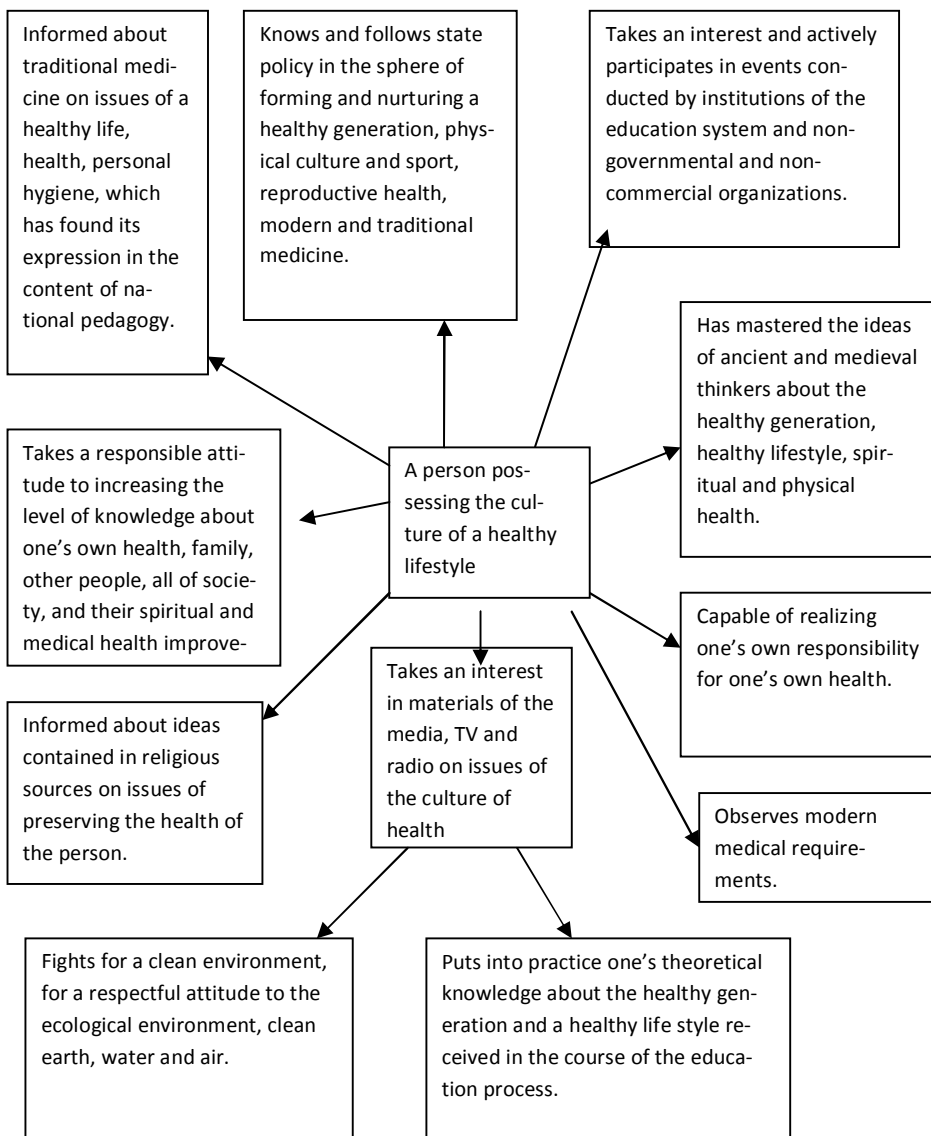 Informed about
traditional medi-
cine on issues of a
healthy life,
health, personal
hygiene, which
has found its
expression in the
content of na-
tional pedagogy.
Knows and follows state
policy in the sphere of
forming and nurturing a
healthy generation, phys-
ical culture and sport,
reproductive health,
modern and traditional
medicine.
Takes an interest and actively
participates in events con-
ducted by institutions of the
education system and non-
governmental and non-
commercial organizations.
Has mastered the ideas
of ancient and medieval
thinkers about the
healthy generation,
healthy lifestyle, spir-
itual and physical
health.
Takes a responsible atti-
tude to increasing the
level of knowledge about
one’s own health, family,
other people, all of socie-
ty, and their spiritual and
medical health improve-
A person pos-
sessing the cul-
ture of a healthy
lifestyle
Capable of realizing
one’s own responsibility
for one’s own health.
Informed about ideas
contained in religious
sources on issues of
preserving the health of
the person.
Takes an interest
in materials of the
media, TV and
radio on issues of
the culture of
health
Observes modern
medical require-
ments.
Fights for a clean environment,
for a respectful attitude to the
ecological environment, clean
earth, water and air.
Puts into practice one’s theoretical
knowledge about the healthy gen-
eration and a healthy life style re-
ceived in the course of the educa-
tion process.